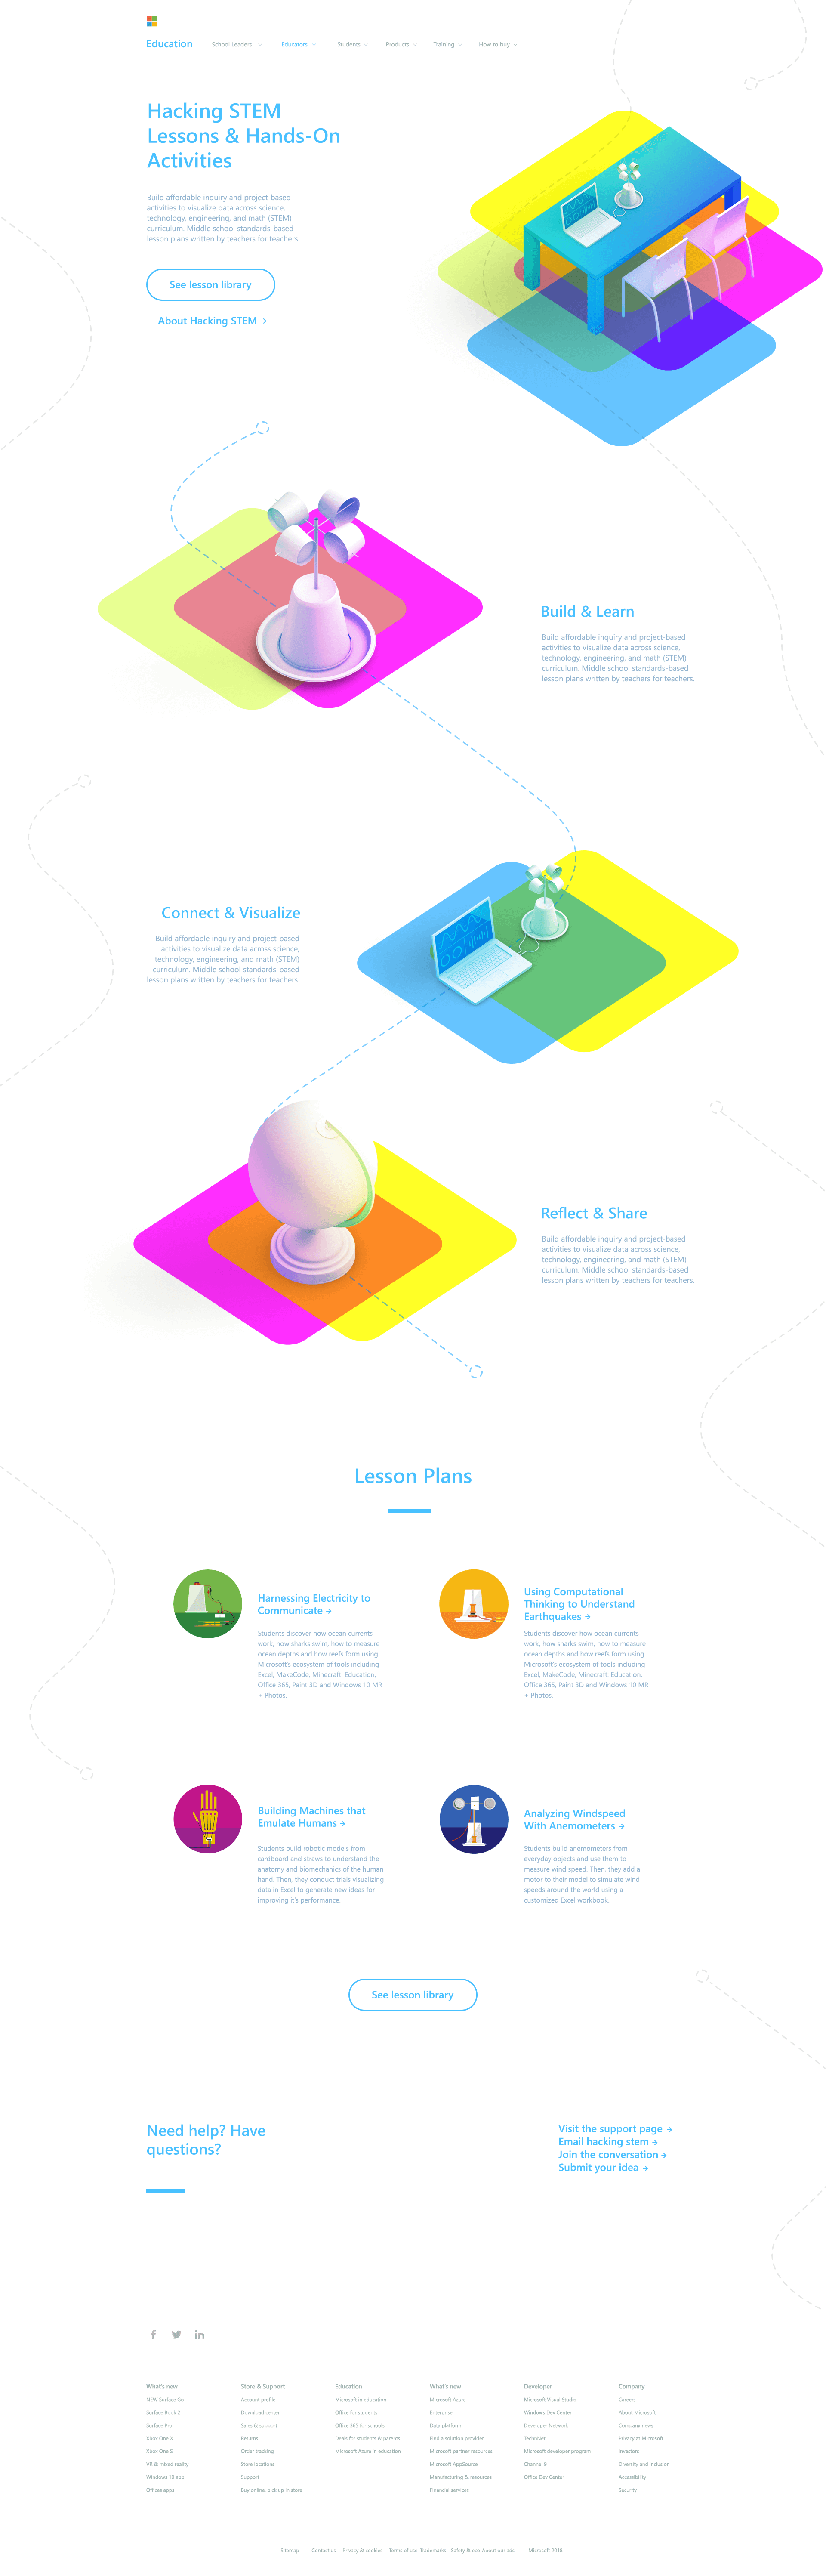 Education
School Leaders
Educators
Students
Products
Training
How to buy
Hacking STEM
Lessons & Hands-On
Activities
Build affordable inquiry and project-based
activities to visualize data across science,
technology, engineering, and math (STEM)
curriculum. Middle school standards-based
lesson plans written by teachers for teachers.
See lesson library
About Hacking STEM →
Build & Learn
Build affordable inquiry and project-based
activities to visualize data across science,
technology, engineering, and math (STEM)
curriculum. Middle school standards-based
lesson plans written by teachers for teachers.
Connect & Visualize
Build affordable inquiry and project-based
activities to visualize data across science,
technology, engineering, and math (STEM)
curriculum. Middle school standards-based
lesson plans written by teachers for teachers.
Reflect & Share
Build affordable inquiry and project-based
activities to visualize data across science,
technology, engineering, and math (STEM)
curriculum. Middle school standards-based
lesson plans written by teachers for teachers.
Lesson Plans
Harnessing Electricity to
Communicate →
Students discover how ocean currents
work, how sharks swim, how to measure
ocean depths and how reefs form using
Microsoft's ecosystem of tools including
Excel, MakeCode, Minecraft: Education,
Office 365, Paint 3D and Windows 10 MR
+ Photos.
Using Computational
Thinking to Understand
Earthquakes →
Students discover how ocean currents
work, how sharks swim, how to measure
ocean depths and how reefs form using
Microsoft's ecosystem of tools including
Excel, MakeCode, Minecraft: Education,
Office 365, Paint 3D and Windows 10 MR
+ Photos.
Building Machines that
Emulate Humans →
Students build robotic models from
cardboard and straws to understand the
anatomy and biomechanics of the human
hand. Then, they conduct trials visualizing
data in Excel to generate new ideas for
improving it's performance.
Analyzing Windspeed
With Anemometers →
Students build anemometers from
everyday objects and use them to
measure wind speed. Then, they add a
motor to their model to simulate wind
speeds around the world using a
customized Excel workbook.
See lesson library
Need help? Have
questions?
Visit the support page →
Email hacking stem →
Join the conversation →
Submit your idea →
What's new
NEW Surface Go
Surface Book 2
Surface Pro
Xbox One X
Xbox One S
VR & mixed reality
Windows 10 app
Offices apps
Store & Support
Account profile
Download center
Sales & support
Returns
Order tracking
Store locations
Support
Buy online, pick up in store
Education
Microsoft in education
Office for students
Office 365 for schools
Deals for students & parents
Microsoft Azure in education
What's new
Microsoft Azure
Enterprise
Data platform
Find a solution provider
Microsoft partner resources
Microsoft AppSource
Manufacturing & resources
Financial services
Developer
Microsoft Visual Studio
Windows Dev Center
Developer Network
TechNet
Microsoft developer program
Channel 9
Office Dev Center
Company
Careers
About Microsoft
Company news
Privacy at Microsoft
Investors
Diversity and inclusion
Accessibility
Security
Sitemap
Contact us
Privacy & cookies
Terms of use
Trademarks
Safety & eco
About our ads
Microsoft 2018